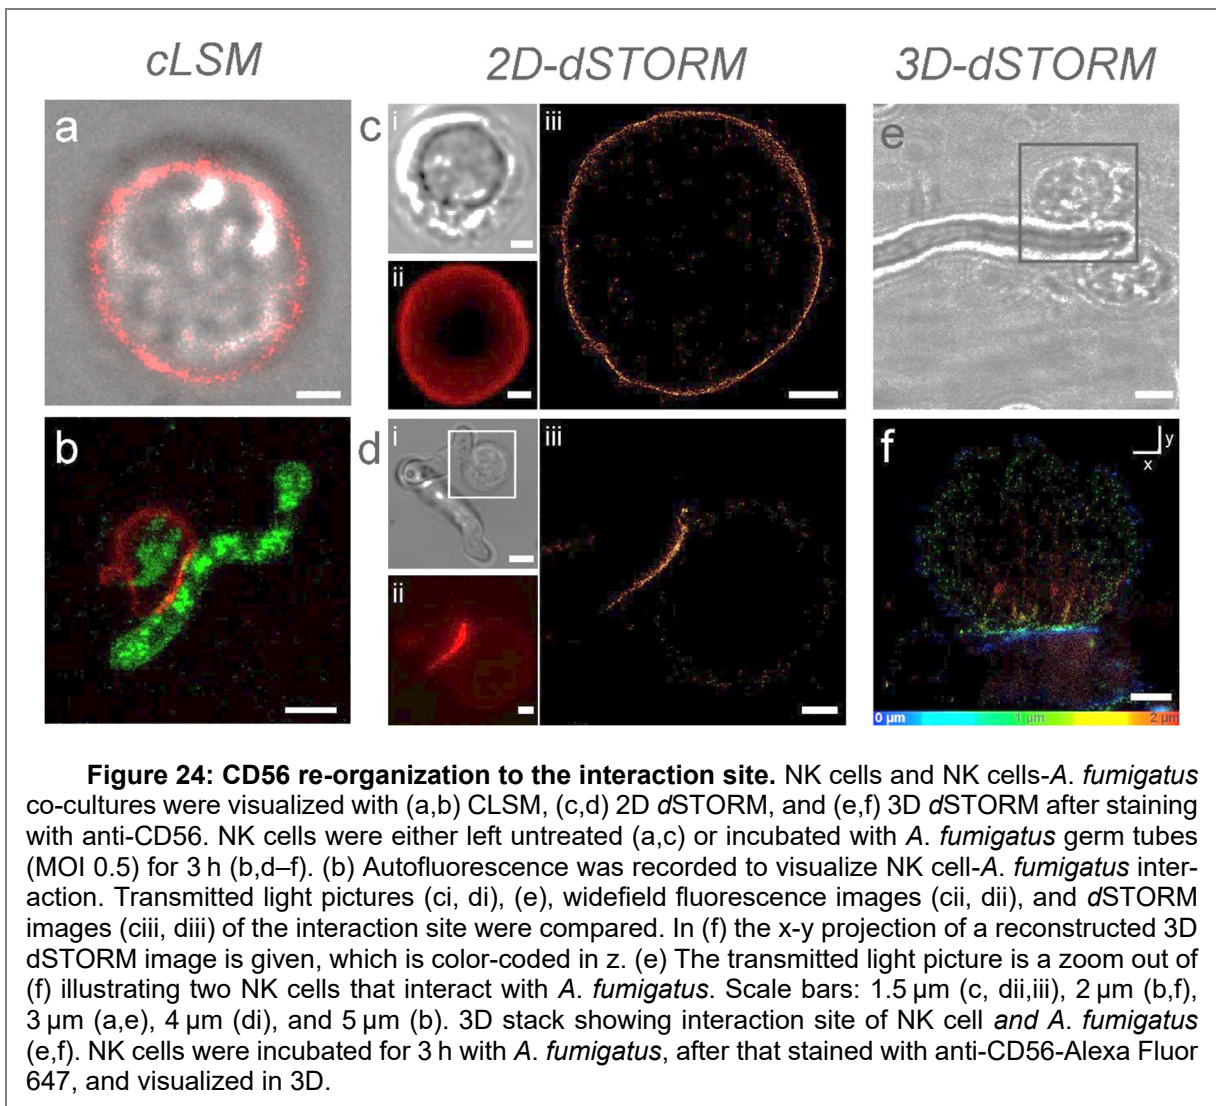 cLSM 2D-dSTORM 3D-dSTORM
a
c
i
iii
e
ii
b
d
i
iii
f
y
x
ii
0 µm 1 µm 2 µm
Figure 24: CD56 re-organization to the interaction site. NK cells and NK cells-A. fumigatus
co-cultures were visualized with (a,b) CLSM, (c,d) 2D dSTORM, and (e,f) 3D dSTORM after staining
with anti-CD56. NK cells were either left untreated (a,c) or incubated with A. fumigatus germ tubes
(MOI 0.5) for 3 h (b,d–f). (b) Autofluorescence was recorded to visualize NK cell-A. fumigatus inter-
action. Transmitted light pictures (ci, di), (e), widefield fluorescence images (cii, dii), and dSTORM
images (ciii, diii) of the interaction site were compared. In (f) the x-y projection of a reconstructed 3D
dSTORM image is given, which is color-coded in z. (e) The transmitted light picture is a zoom out of
(f) illustrating two NK cells that interact with A. fumigatus. Scale bars: 1.5 µm (c, dii,iii), 2 µm (b,f),
3 µm (a,e), 4 µm (di), and 5 µm (b). 3D stack showing interaction site of NK cell and A. fumigatus
(e,f). NK cells were incubated for 3 h with A. fumigatus, after that stained with anti-CD56-Alexa Fluor
647, and visualized in 3D.